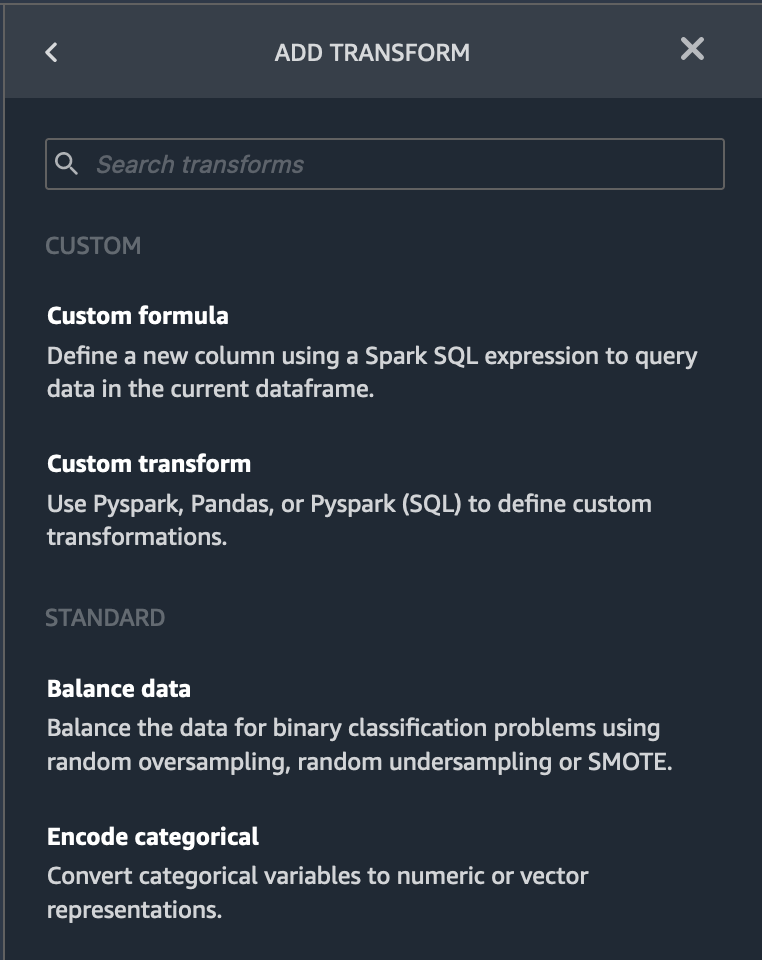 ADD TRANSFORM
Search transforms
CUSTOM
Custom formula
Define a new column using a Spark SQL expression to query
data in the current dataframe.
Custom transform
Use Pyspark, Pandas, or Pyspark (SQL) to define custom
transformations.
STANDARD
Balance data
Balance the data for binary classification problems using
random oversampling, random undersampling or SMOTE.
Encode categorical
Convert categorical variables to numeric or vector
representations.